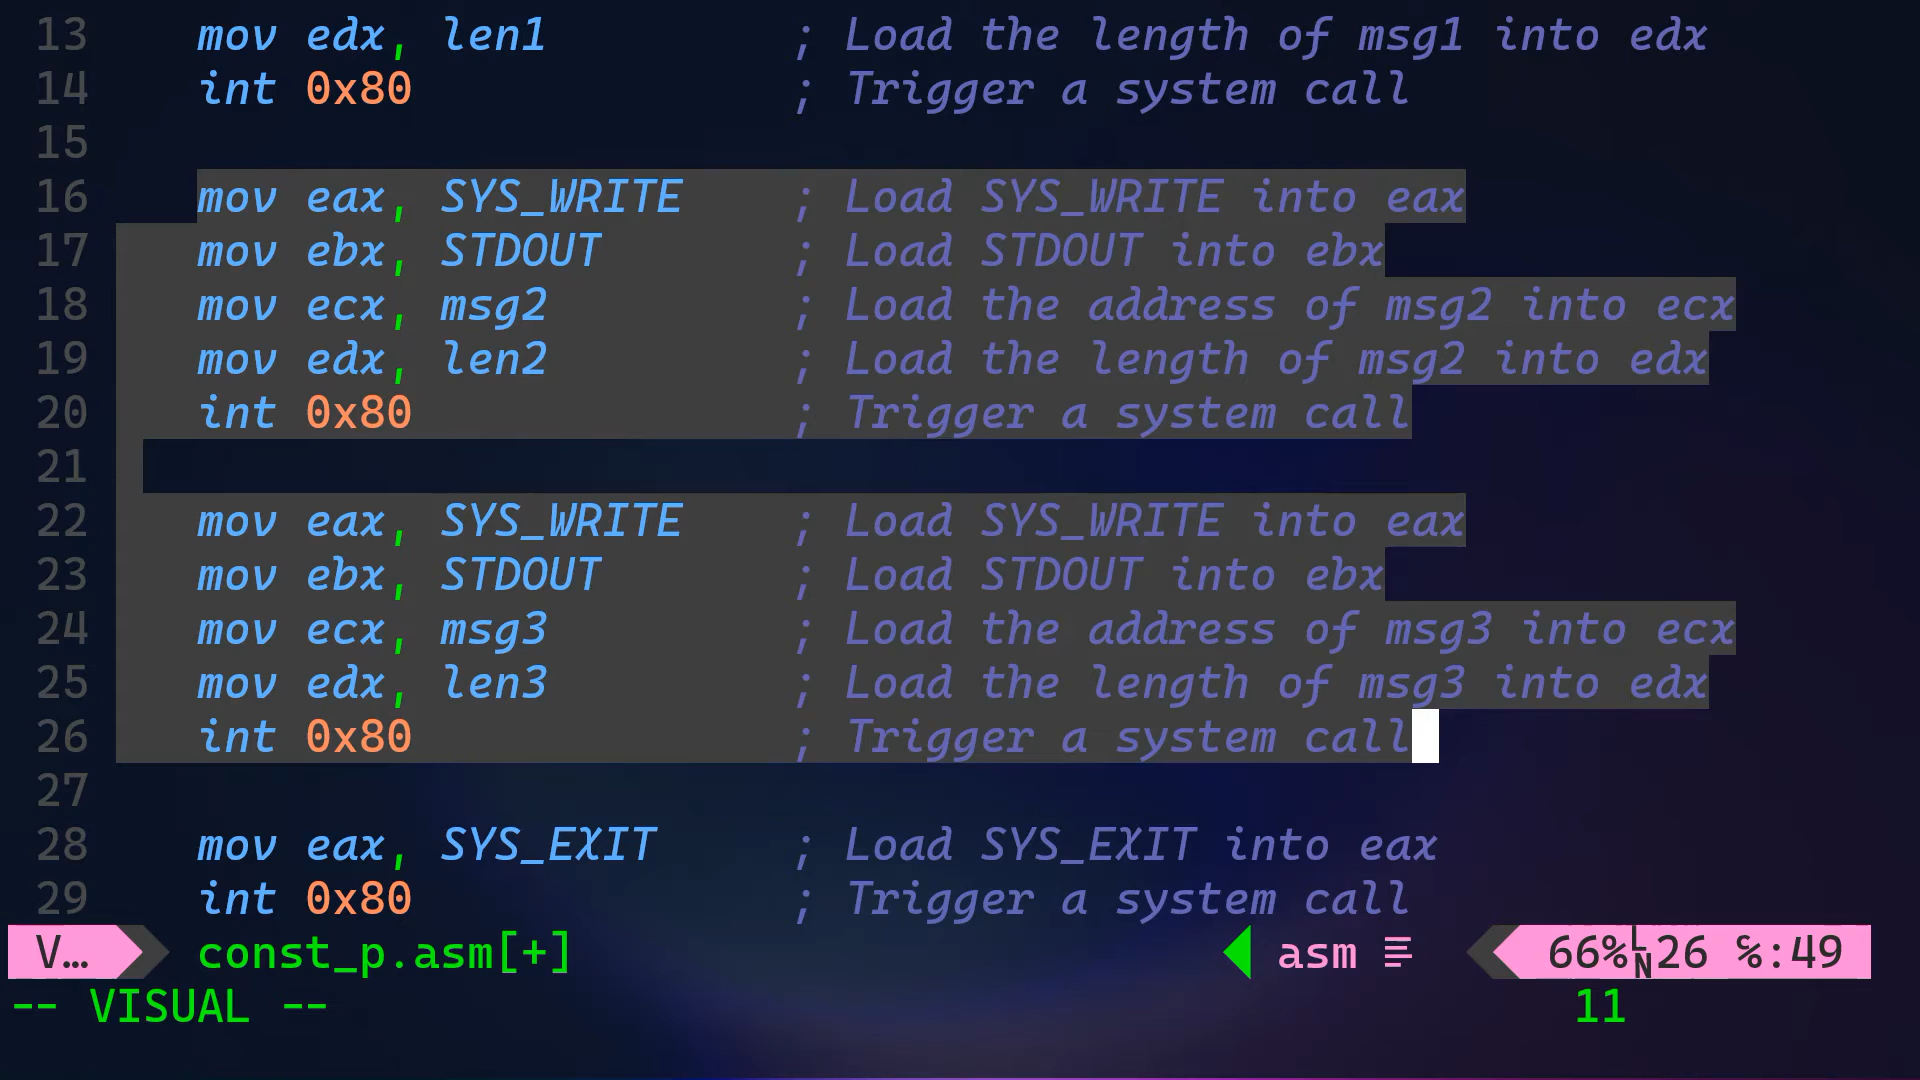 13 mov edx, len1 ; Load the length of msg1 into edx
14 int 0x80 ; Trigger a system call
15
16 mov eax, SYS_WRITE ; Load SYS_WRITE into eax
17 mov ebx, STDOUT ; Load STDOUT into ebx
18 mov ecx, msg2 ; Load the address of msg2 into ecx
19 mov edx, len2 ; Load the length of msg2 into edx
20 int 0x80 ; Trigger a system call
21
22 mov eax, SYS_WRITE ; Load SYS_WRITE into eax
23 mov ebx, STDOUT ; Load STDOUT into ebx
24 mov ecx, msg3 ; Load the address of msg3 into ecx
25 mov edx, len3 ; Load the length of msg3 into edx
26 int 0x80 ; Trigger a system call
27
28 mov eax, SYS_EXIT ; Load SYS_EXIT into eax
29 int 0x80 ; Trigger a system call
V… const_p.asm[+] asm 66% LN 26 ℅:49
-- VISUAL -- 11